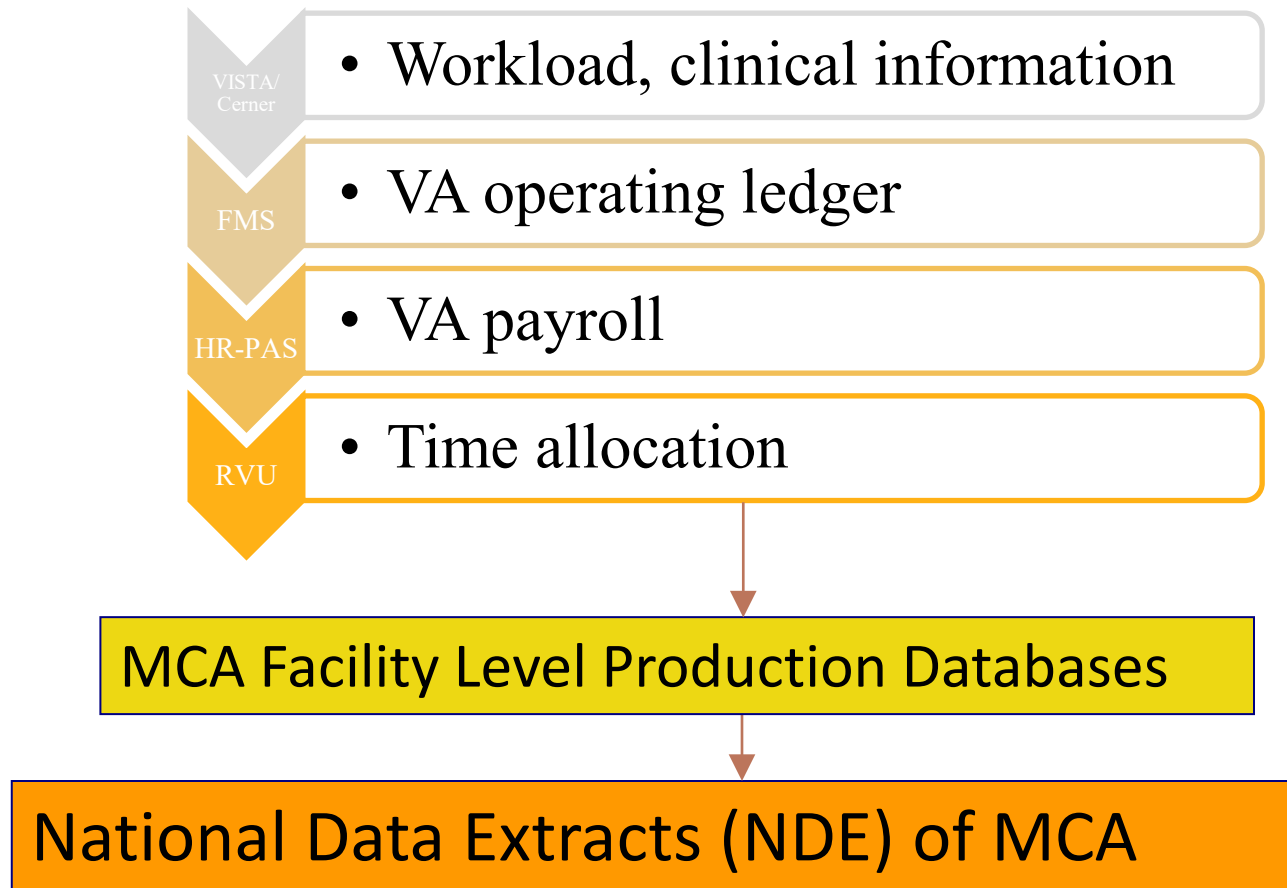 VISTA/
Cerner
• Workload, clinical information
FMS
• VA operating ledger
HR-PAS
• VA payroll
RVU
• Time allocation
MCA Facility Level Production Databases
National Data Extracts (NDE) of MCA